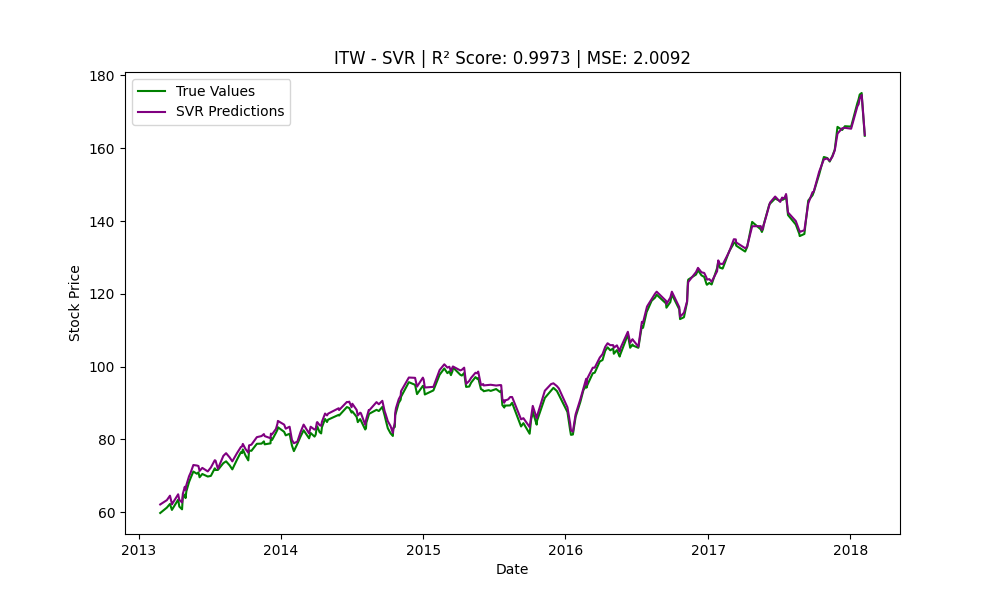 ITW - SVR | R² Score: 0.9973 | MSE: 2.0092
True Values
SVR Predictions
180
160
140
120
100
80
60
Stock Price
2013 2014 2015 2016 2017 2018
Date